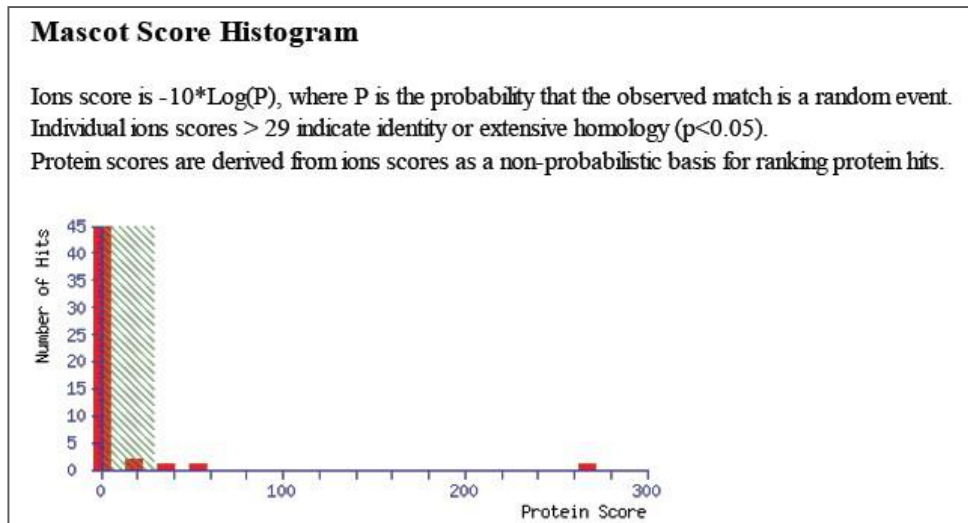 Mascot Score Histogram
Ions score is -10*Log(P), where P is the probability that the observed match is a random event.
Individual ions scores > 29 indicate identity or extensive homology (p<0.05).
Protein scores are derived from ions scores as a non-probabilistic basis for ranking protein hits.
Number of Hits
45
40
35
30
25
20
15
10
5
0
0 100 200 300
Protein Score